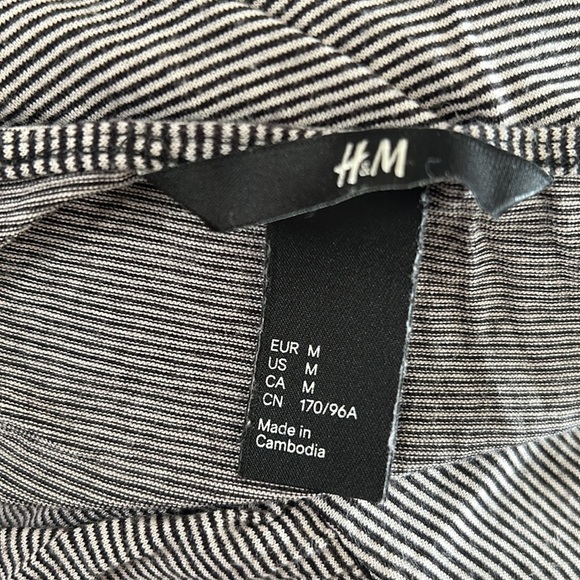 H&M
EUR M
US M
CA M
CN 170/96A
Made in
Cambodia